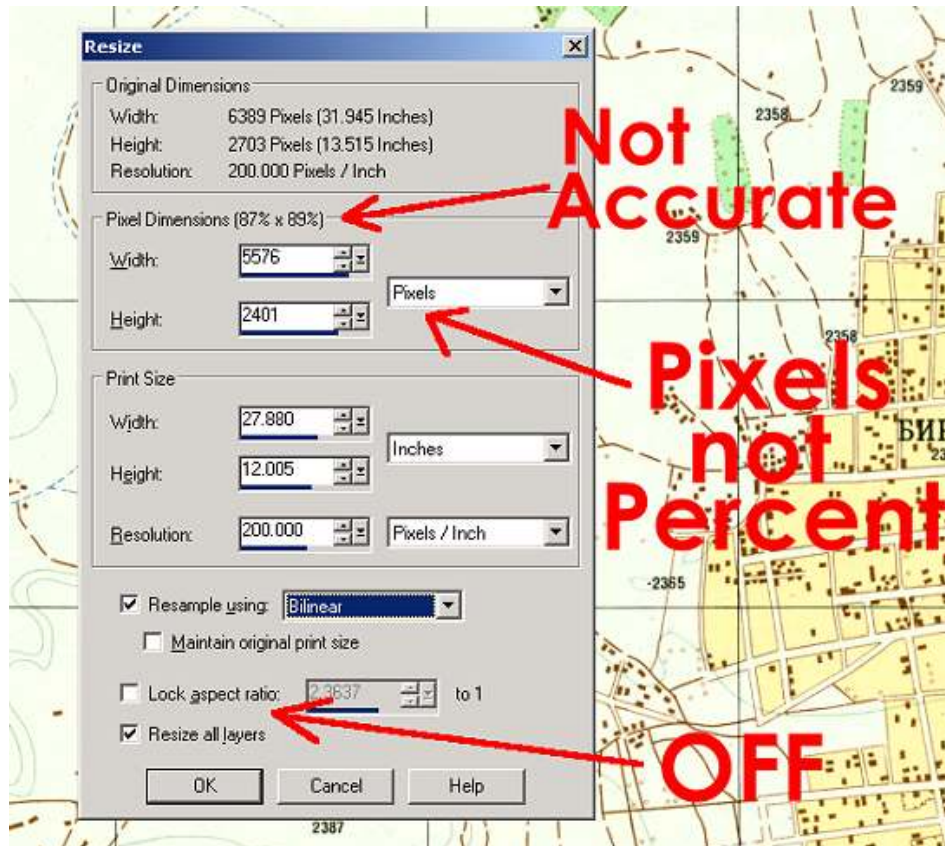 Resize
Original Dimensions
Width: 6389 Pixels (31.945 Inches)
Height: 2703 Pixels (13.515 Inches)
Resolution: 200.000 Pixels / Inch
Pixel Dimensions (87% x 89%)
Width: 5576
Pixels
Height: 2401
Print Size
Width: 27.880
Inches
Height: 12.005
Resolution: 200.000 Pixels / Inch
Resample using: Bilinear
Maintain original print size
Lock aspect ratio: 2.3637 to 1
Resize all layers
OK Cancel Help
Not
Accurate
Pixels
not
Percent
OFF
2359
2358
2359
2358
БИР
2365
2387